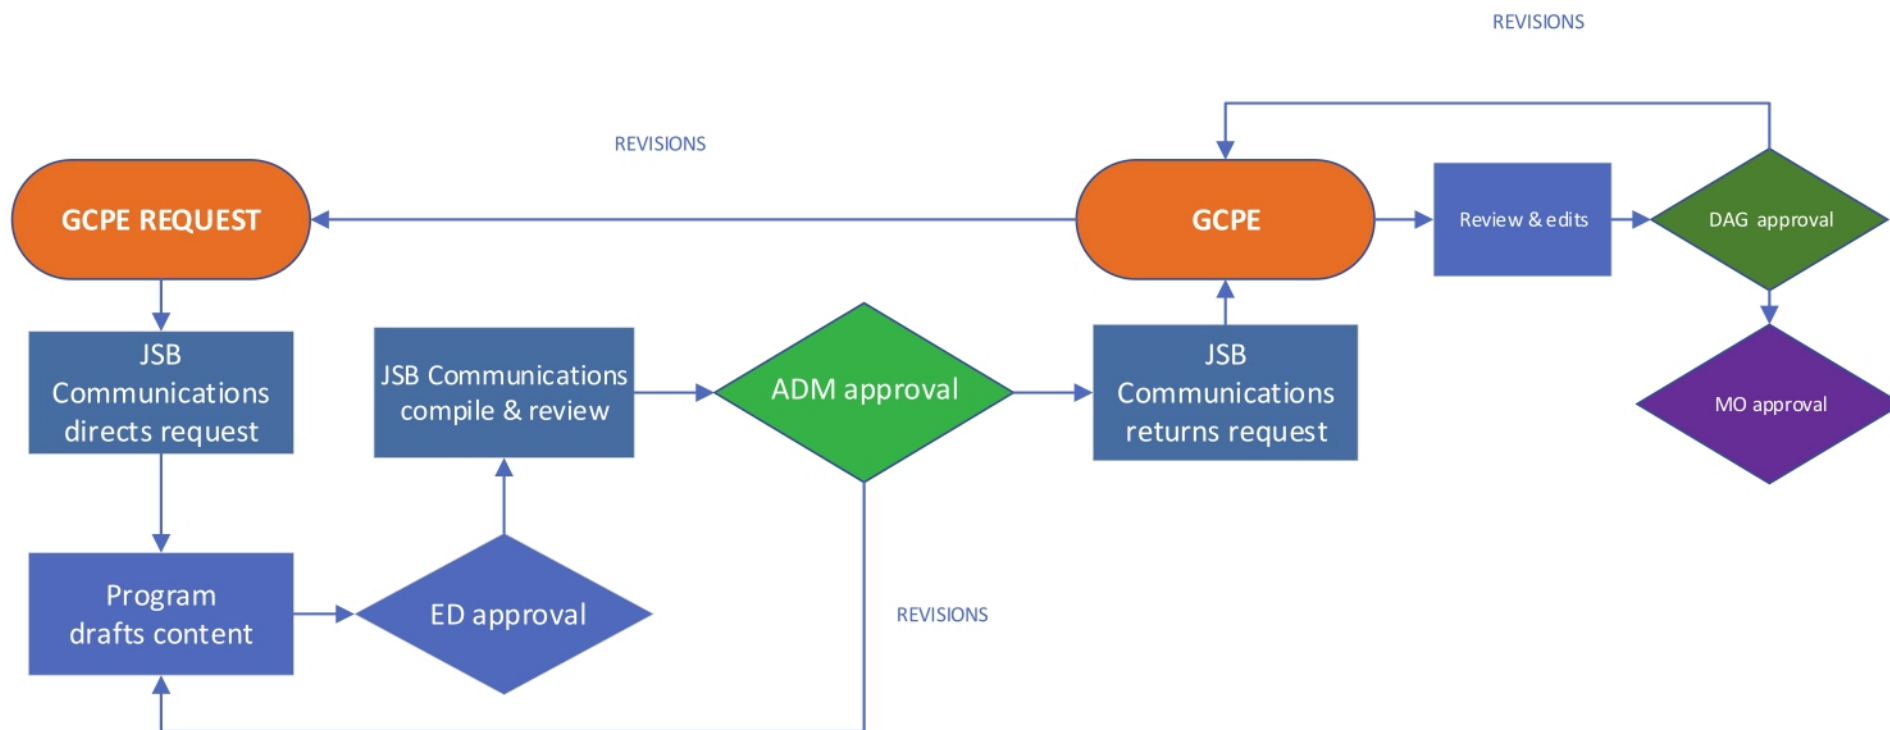 REVISIONS
REVISIONS
GCPE REQUEST
GCPE
Review & edits
DAG approval
JSB
Communications
directs request
JSB Communications
compile & review
ADM approval
JSB
Communications
returns request
MO approval
Program
drafts content
ED approval
REVISIONS